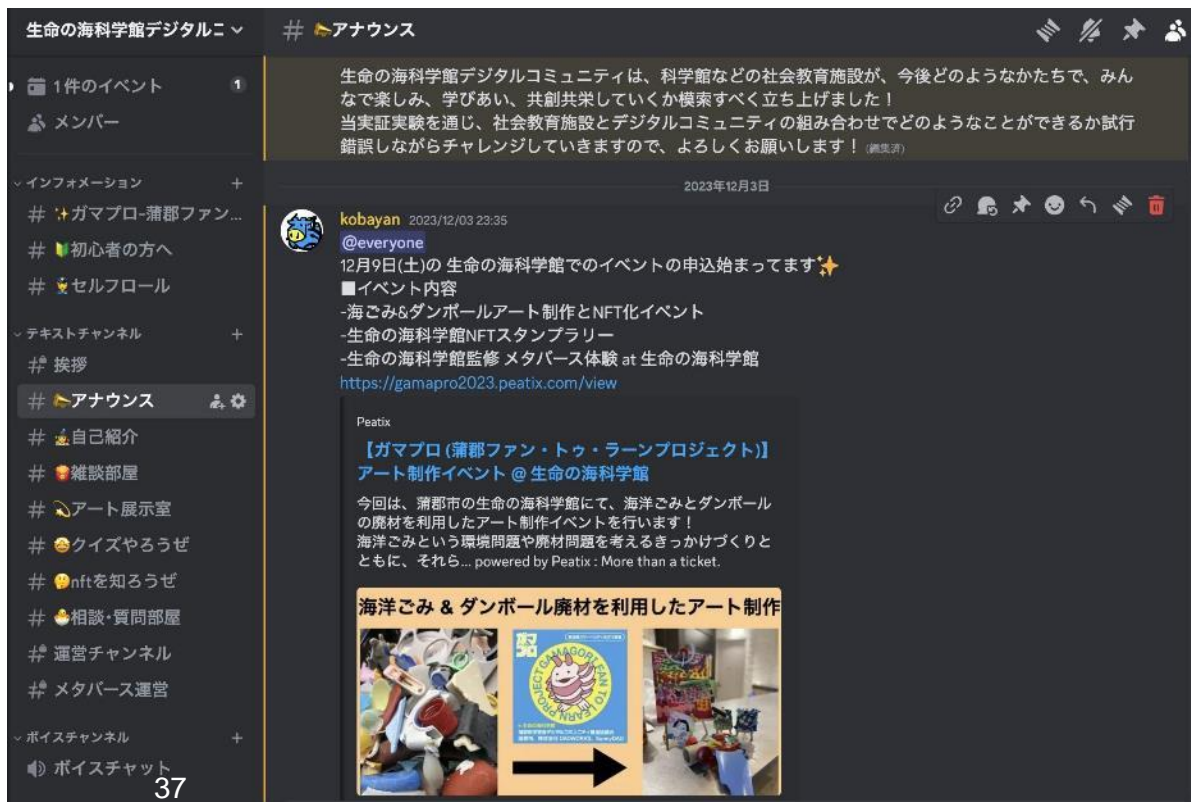 生命の海科学館デジタルコ
1件のイベント
1
メンバー
インフォメーション
ガマプロ-蒲郡ファン...
🔰初心者の方へ
セルフロール
テキストチャンネル
挨拶
アナウンス
自己紹介
雑談部屋
アート展示室
クイズやろうぜ
nftを知ろうぜ
相談・質問部屋
運営チャンネル
メタバース運営
ボイスチャンネル
ボイスチャット
37
アナウンス
生命の海科学館デジタルコミュニティは、科学館などの社会教育施設が、今後どのようなかたちで、みん
なで楽しみ、学びあい、共創共栄していくか模索すべく立ち上げました！
当実証実験を通じ、社会教育施設とデジタルコミュニティの組み合わせでどのようなことができるか試行
錯誤しながらチャレンジしていきますので、よろしくお願いします！ (編集済)
2023年12月3日
kobayan 2023/12/03 23:35
@everyone
12月9日(土)の 生命の海科学館でのイベントの申込始まってます✨
■イベント内容
-海ごみ&ダンボールアート制作とNFT化イベント
-生命の海科学館NFTスタンプラリー
-生命の海科学館監修 メタバース体験 at 生命の海科学館
https://gamapro2023.peatix.com/view
Peatix
【ガマプロ (蒲郡ファン・トゥ・ラーンプロジェクト)】
アート制作イベント @ 生命の海科学館
今回は、蒲郡市の生命の海科学館にて、海洋ごみとダンボール
の廃材を利用したアート制作イベントを行います！
海洋ごみという環境問題や廃材問題を考えるきっかけづくりと
ともに、それら... powered by Peatix : More than a ticket.
海洋ごみ & ダンボール廃材を利用したアート制作
ガマ
プロ
PROJECT GAMAGORI FAN TO LEARN